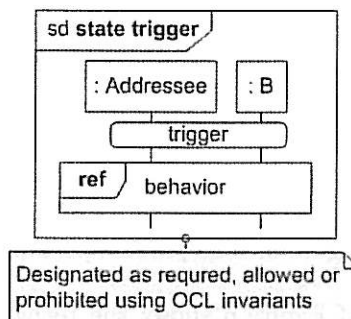 sd state trigger
: Addressee
: B
trigger
ref
behavior
Designated as requred, allowed or
prohibited using OCL invariants